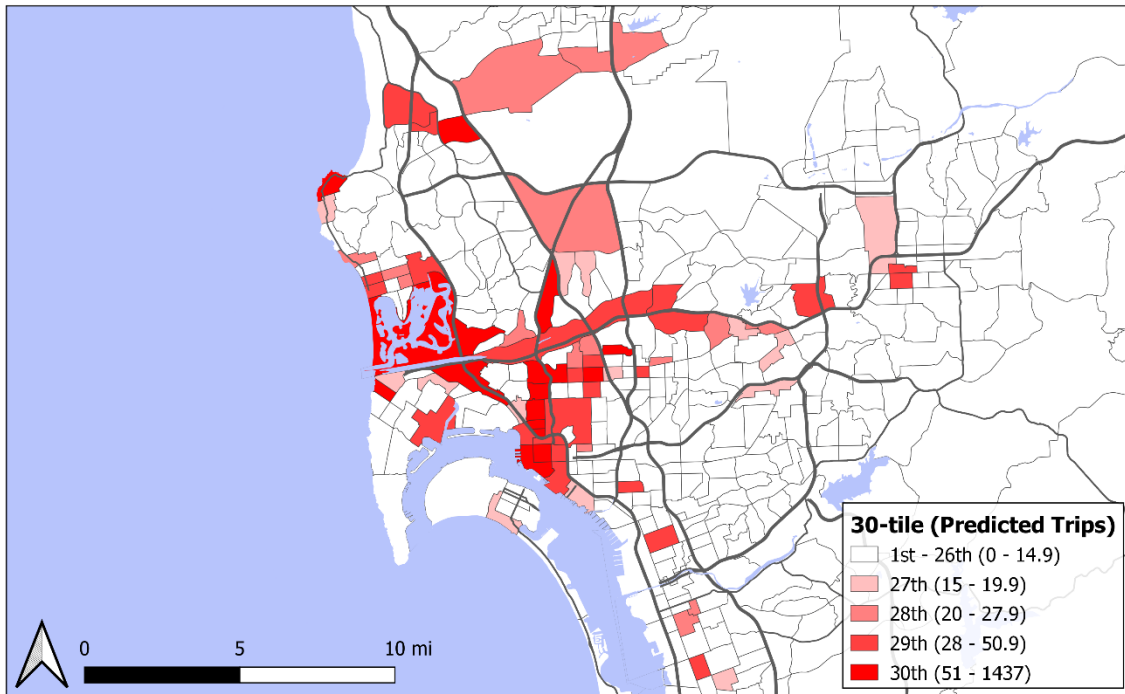 30-tile (Predicted Trips)
1st - 26th (0 - 14.9)
27th (15 - 19.9)
28th (20 - 27.9)
29th (28 - 50.9)
30th (51 - 1437)
0 5 10 mi